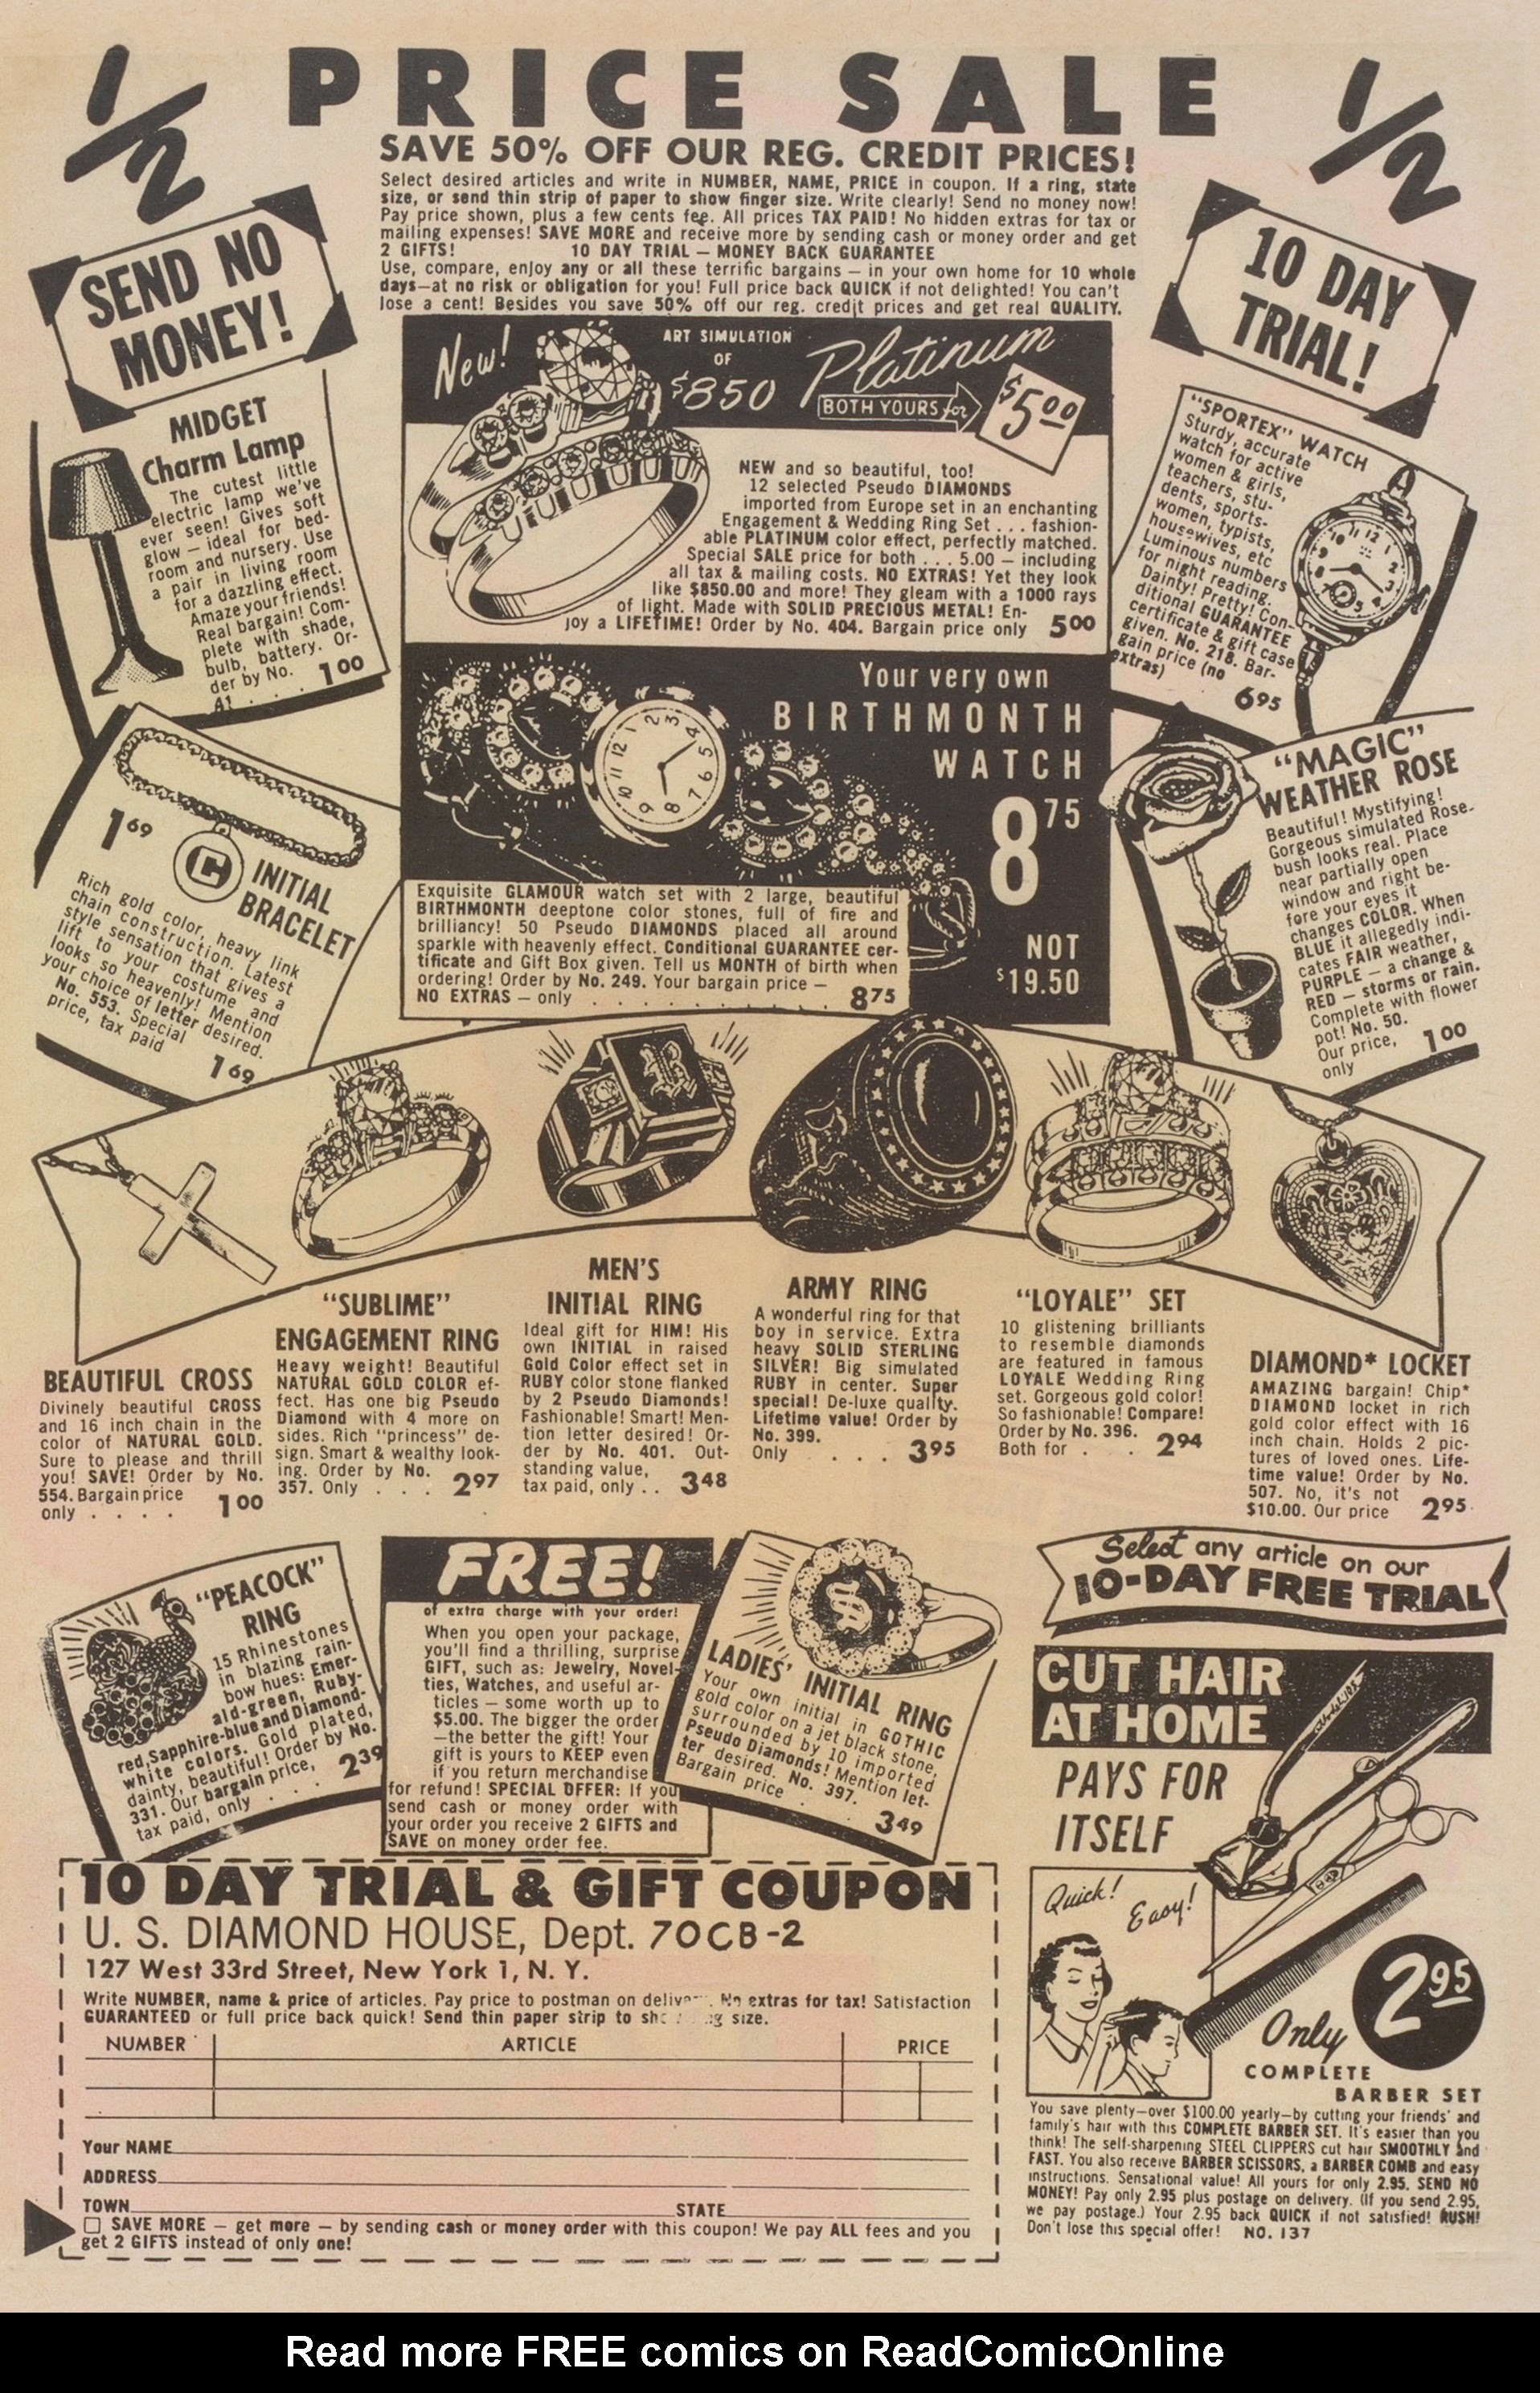 1/2 PRICE SALE 1/2
SAVE 50% OFF OUR REG. CREDIT PRICES!
Select desired articles and write in NUMBER, NAME, PRICE in coupon. If a ring, state
size, or send thin strip of paper to show finger size. Write clearly! Send no money now!
Pay price shown, plus a few cents fee. All prices TAX PAID! No hidden extras for tax or
mailing expenses! SAVE MORE and receive more by sending cash or money order and get
2 GIFTS! 10 DAY TRIAL — MONEY BACK GUARANTEE
Use, compare, enjoy any or all these terrific bargains — in your own home for 10 whole
days—at no risk or obligation for you! Full price back QUICK if not delighted! You can't
lose a cent! Besides you save 50% off our reg. credit prices and get real QUALITY.
SEND NO
MONEY!
10 DAY
TRIAL!
MIDGET
Charm Lamp
The cutest little
electric lamp we've
ever seen! Gives soft
glow — ideal for bed-
room and nursery. Use
a pair in living room
for a dazzling effect.
Amaze your friends!
Real bargain! Com-
plete with shade,
bulb, battery. Or-
der by No.
A1 . . . 1.00
New!
ART SIMULATION
OF
$850 Platinum
BOTH YOURS for $5.00
NEW and so beautiful, too!
12 selected Pseudo DIAMONDS
imported from Europe set in an enchanting
Engagement & Wedding Ring Set . . . fashion-
able PLATINUM color effect, perfectly matched.
Special SALE price for both . . . 5.00 — including
all tax & mailing costs. NO EXTRAS! Yet they look
like $850.00 and more! They gleam with a 1000 rays
of light. Made with SOLID PRECIOUS METAL! En-
joy a LIFETIME! Order by No. 404. Bargain price only 5.00
"SPORTEX" WATCH
Sturdy, accurate
watch for active
women & girls,
teachers, stu-
dents, sports-
women, typists,
housewives, etc
Luminous numbers
for night reading.
Dainty! Pretty! Con-
ditional GUARANTEE
certificate & gift case
given. No. 218. Bar-
gain price (no
extras) 6.95
1.69
INITIAL
BRACELET
C
Rich gold color, heavy link
chain construction. Latest
style sensation that gives a
lift to your costume and
looks so heavenly! Mention
your choice of letter desired.
No. 553. Special
price, tax paid 1.69
Your very own
BIRTHMONTH
WATCH
8.75
NOT
$19.50
Exquisite GLAMOUR watch set with 2 large, beautiful
BIRTHMONTH deeptone color stones, full of fire and
brilliancy! 50 Pseudo DIAMONDS placed all around
sparkle with heavenly effect. Conditional GUARANTEE cer-
tificate and Gift Box given. Tell us MONTH of birth when
ordering! Order by No. 249. Your bargain price —
NO EXTRAS — only . . . . . . . . . . 8.75
"MAGIC"
WEATHER ROSE
Beautiful! Mystifying!
Gorgeous simulated Rose-
bush looks real. Place
near partially open
window and right be-
fore your eyes it
changes COLOR. When
BLUE it allegedly indi-
cates FAIR weather,
PURPLE — a change &
RED — storms or rain.
Complete with flower
pot! No. 50.
Our price,
only 1.00
BEAUTIFUL CROSS
Divinely beautiful CROSS
and 16 inch chain in the
color of NATURAL GOLD.
Sure to please and thrill
you! SAVE! Order by No.
554. Bargain price
only . . . . 1.00
"SUBLIME"
ENGAGEMENT RING
Heavy weight! Beautiful
NATURAL GOLD COLOR ef-
fect. Has one big Pseudo
Diamond with 4 more on
sides. Rich "princess" de-
sign. Smart & wealthy look-
ing. Order by No.
357. Only . . . 2.97
MEN'S
INITIAL RING
Ideal gift for HIM! His
own INITIAL in raised
Gold Color effect set in
RUBY color stone flanked
by 2 Pseudo Diamonds!
Fashionable! Smart! Men-
tion letter desired! Or-
der by No. 401. Out-
standing value,
tax paid, only . . 3.48
ARMY RING
A wonderful ring for that
boy in service. Extra
heavy SOLID STERLING
SILVER! Big simulated
RUBY in center. Super
special! De-luxe quality.
Lifetime value! Order by
No. 399.
Only . . . . 3.95
"LOYALE" SET
10 glistening brilliants
to resemble diamonds
are featured in famous
LOYALE Wedding Ring
set. Gorgeous gold color!
So fashionable! Compare!
Order by No. 396.
Both for . . . 2.94
DIAMOND* LOCKET
AMAZING bargain! Chip*
DIAMOND locket in rich
gold color effect with 16
inch chain. Holds 2 pic-
tures of loved ones. Life-
time value! Order by No.
507. No, it's not
$10.00. Our price 2.95
"PEACOCK"
RING
15 Rhinestones
in blazing rain-
bow hues: Emer-
ald-green, Ruby-
red, Sapphire-blue and Diamond-
white colors. Gold plated,
dainty, beautiful! Order by No.
331. Our bargain price,
tax paid, only . . . 2.39
FREE!
of extra charge with your order!
When you open your package,
you'll find a thrilling, surprise
GIFT, such as: Jewelry, Novel-
ties, Watches, and useful ar-
ticles — some worth up to
$5.00. The bigger the order
—the better the gift! Your
gift is yours to KEEP even
if you return merchandise
for refund! SPECIAL OFFER: If you
send cash or money order with
your order you receive 2 GIFTS and
SAVE on money order fee.
LADIES' INITIAL RING
Your own initial in GOTHIC
gold color on a jet black stone,
surrounded by 10 imported
Pseudo Diamonds! Mention let-
ter desired. No. 397.
Bargain price . . 3.49
Select any article on our
10-DAY FREE TRIAL
CUT HAIR
AT HOME
PAYS FOR
ITSELF
Quick!
Easy!
Only 2.95
COMPLETE
BARBER SET
You save plenty—over $100.00 yearly—by cutting your friends' and
family's hair with this COMPLETE BARBER SET. It's easier than you
think! The self-sharpening STEEL CLIPPERS cut hair SMOOTHLY and
FAST. You also receive BARBER SCISSORS, a BARBER COMB and easy
instructions. Sensational value! All yours for only 2.95. SEND NO
MONEY! Pay only 2.95 plus postage on delivery. (If you send 2.95,
we pay postage.) Your 2.95 back QUICK if not satisfied! RUSH!
Don't lose this special offer! NO. 137
10 DAY TRIAL & GIFT COUPON
U. S. DIAMOND HOUSE, Dept. 70CB-2
127 West 33rd Street, New York 1, N. Y.
Write NUMBER, name & price of articles. Pay price to postman on delivery. No extras for tax! Satisfaction
GUARANTEED or full price back quick! Send thin paper strip to size.
NUMBER ARTICLE PRICE
Your NAME
ADDRESS
TOWN STATE
SAVE MORE — get more — by sending cash or money order with this coupon! We pay ALL fees and you
get 2 GIFTS instead of only one!
Read more FREE comics on ReadComicOnline